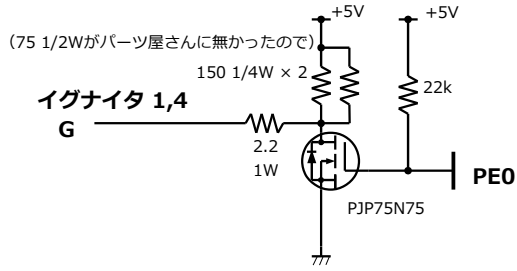 +5V
+5V
（75 1/2Wがパーツ屋さんに無かったので）
150 1/4W × 2
22k
イグナイタ 1,4
G
2.2
1W
PE0
PJP75N75